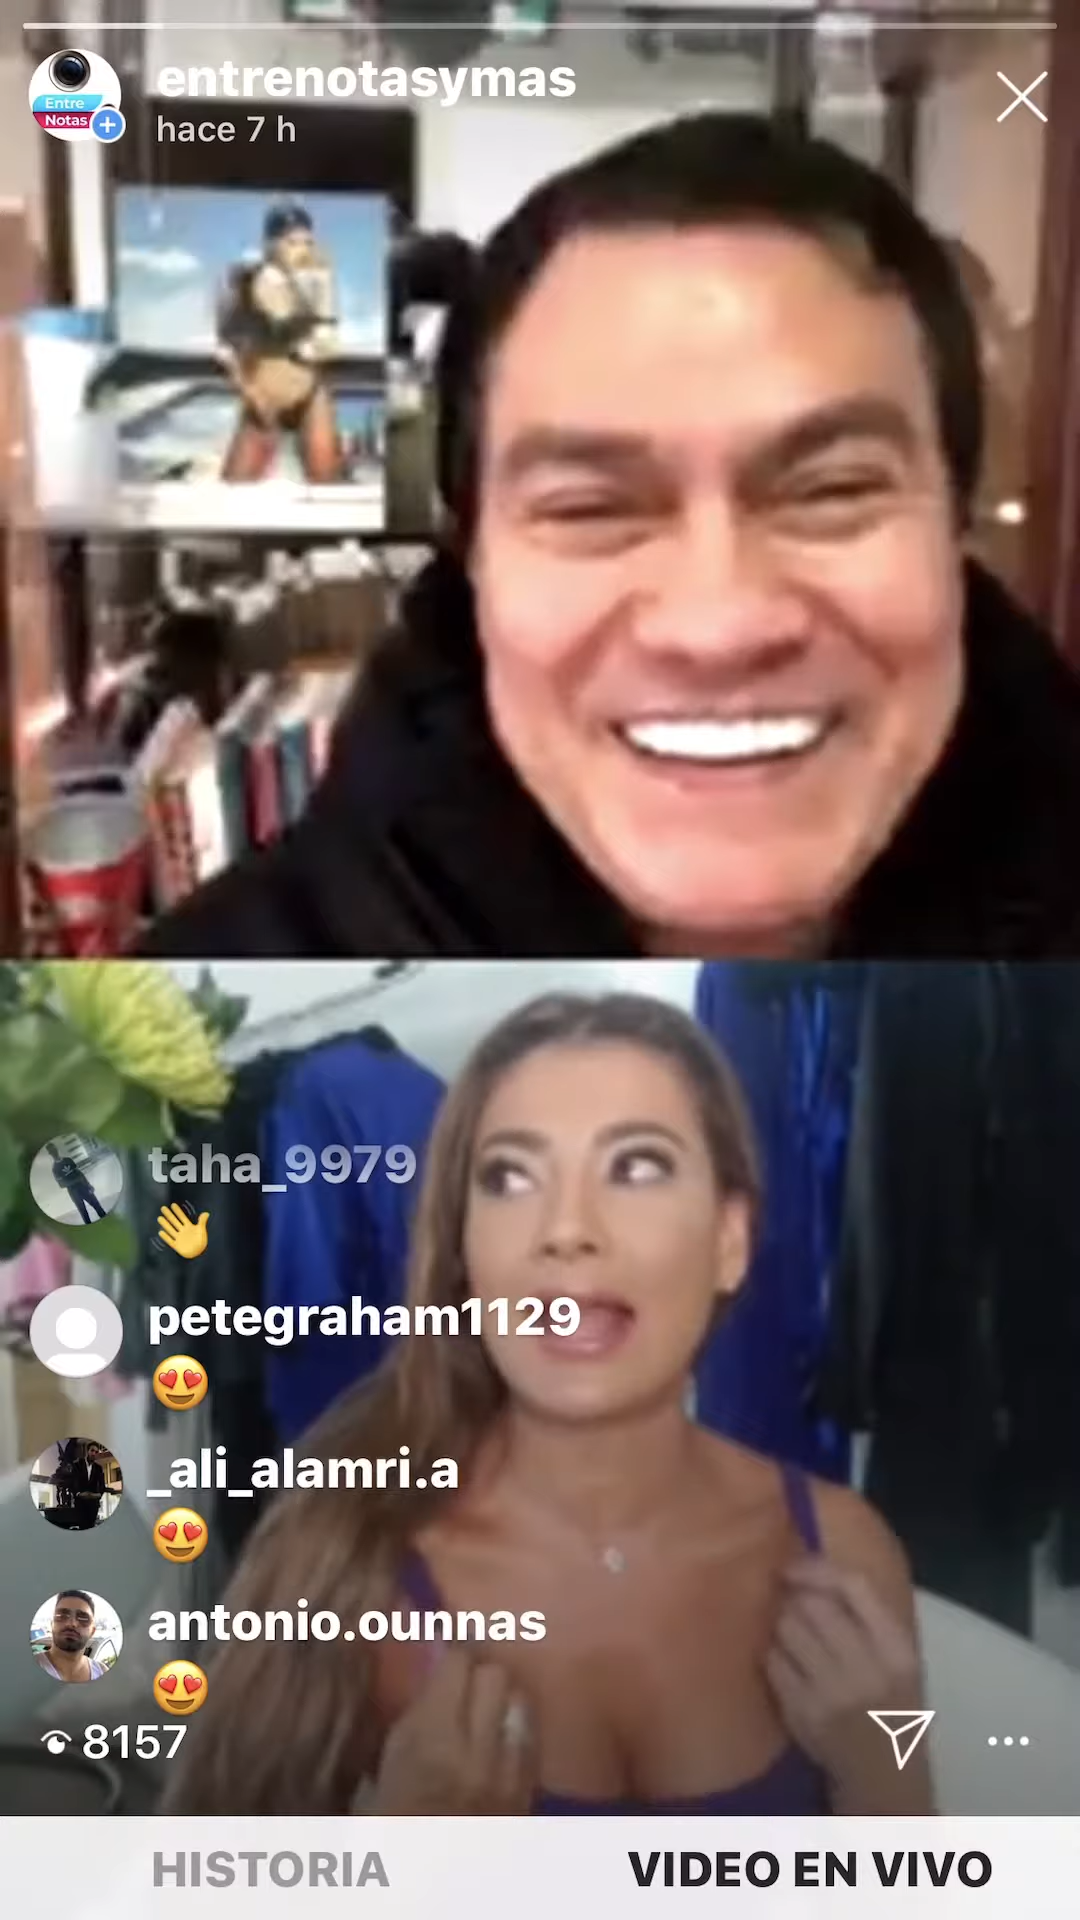 entrenotasymas
hace 7 h
Entre
Notas
taha_9979
👋
petegraham1129
😍
_ali_alamri.a
😍
antonio.ounnas
😍
8157
HISTORIA
VIDEO EN VIVO